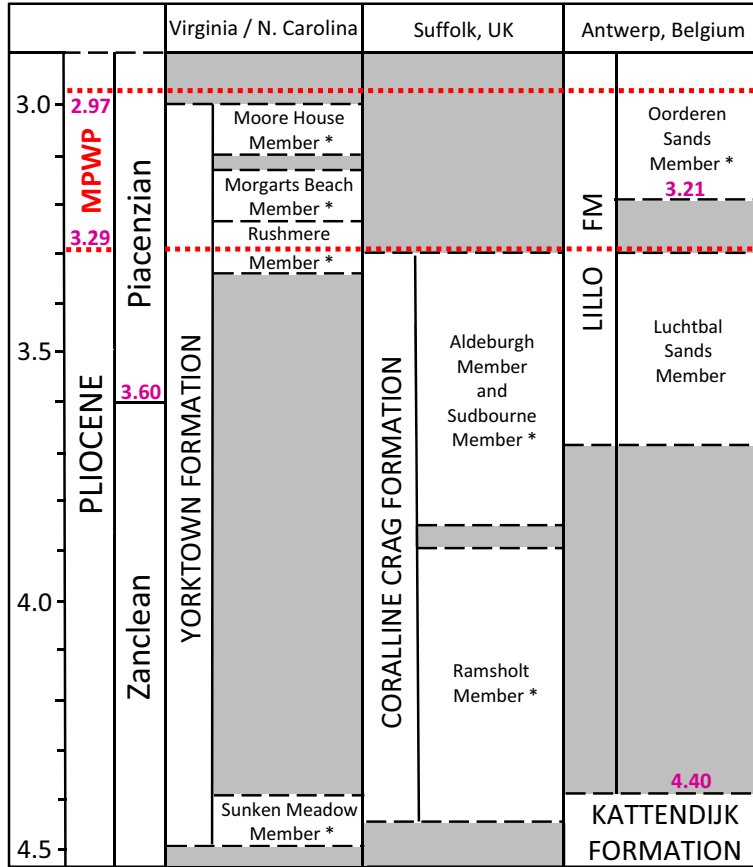 Virginia / N. Carolina
Suffolk, UK
Antwerp, Belgium
3.0
3.5
4.0
4.5
2.97
MPWP
3.29
PLIOCENE
Piacenzian
3.60
Zanclean
YORKTOWN FORMATION
Moore House
Member *
Morgarts Beach
Member *
Rushmere
Member *
Sunken Meadow
Member *
CORALLINE CRAG FORMATION
Aldeburgh
Member
and
Sudbourne
Member *
Ramsholt
Member *
LILLO FM
Oorderen
Sands
Member *
3.21
Luchtbal
Sands
Member
4.40
KATTENDIJK
FORMATION